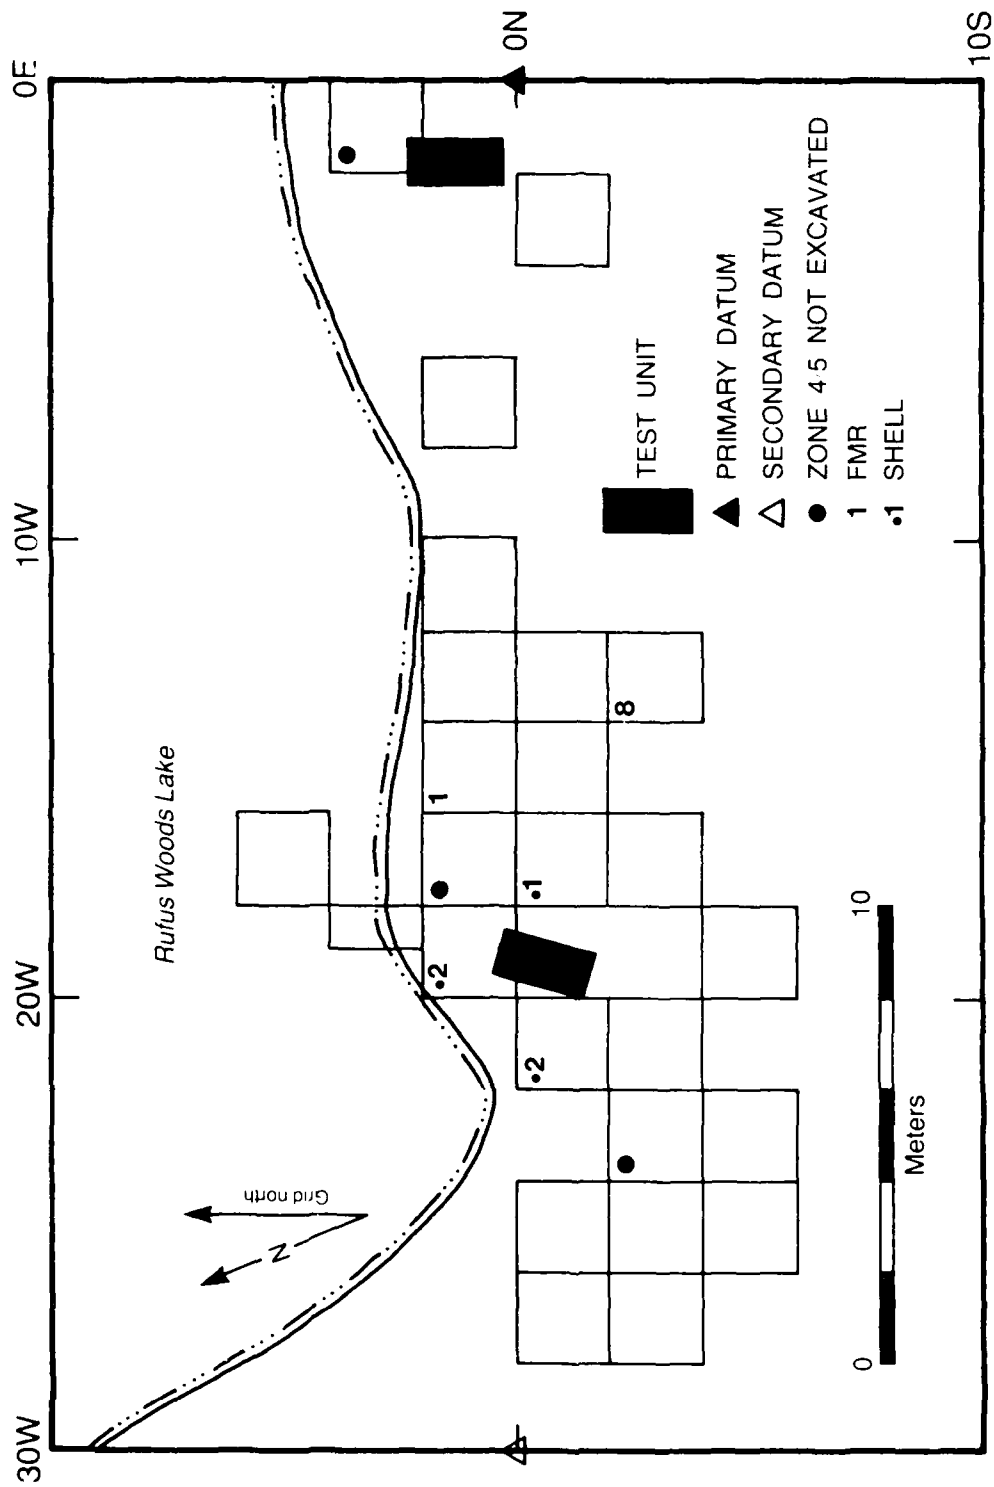 30W
20W
10W
0E
Rufus Woods Lake
N
Grid north
0N
10S
•2
•2
•1
1
8
TEST UNIT
PRIMARY DATUM
SECONDARY DATUM
ZONE 4/5 NOT EXCAVATED
1 FMR
•1 SHELL
0 10
Meters